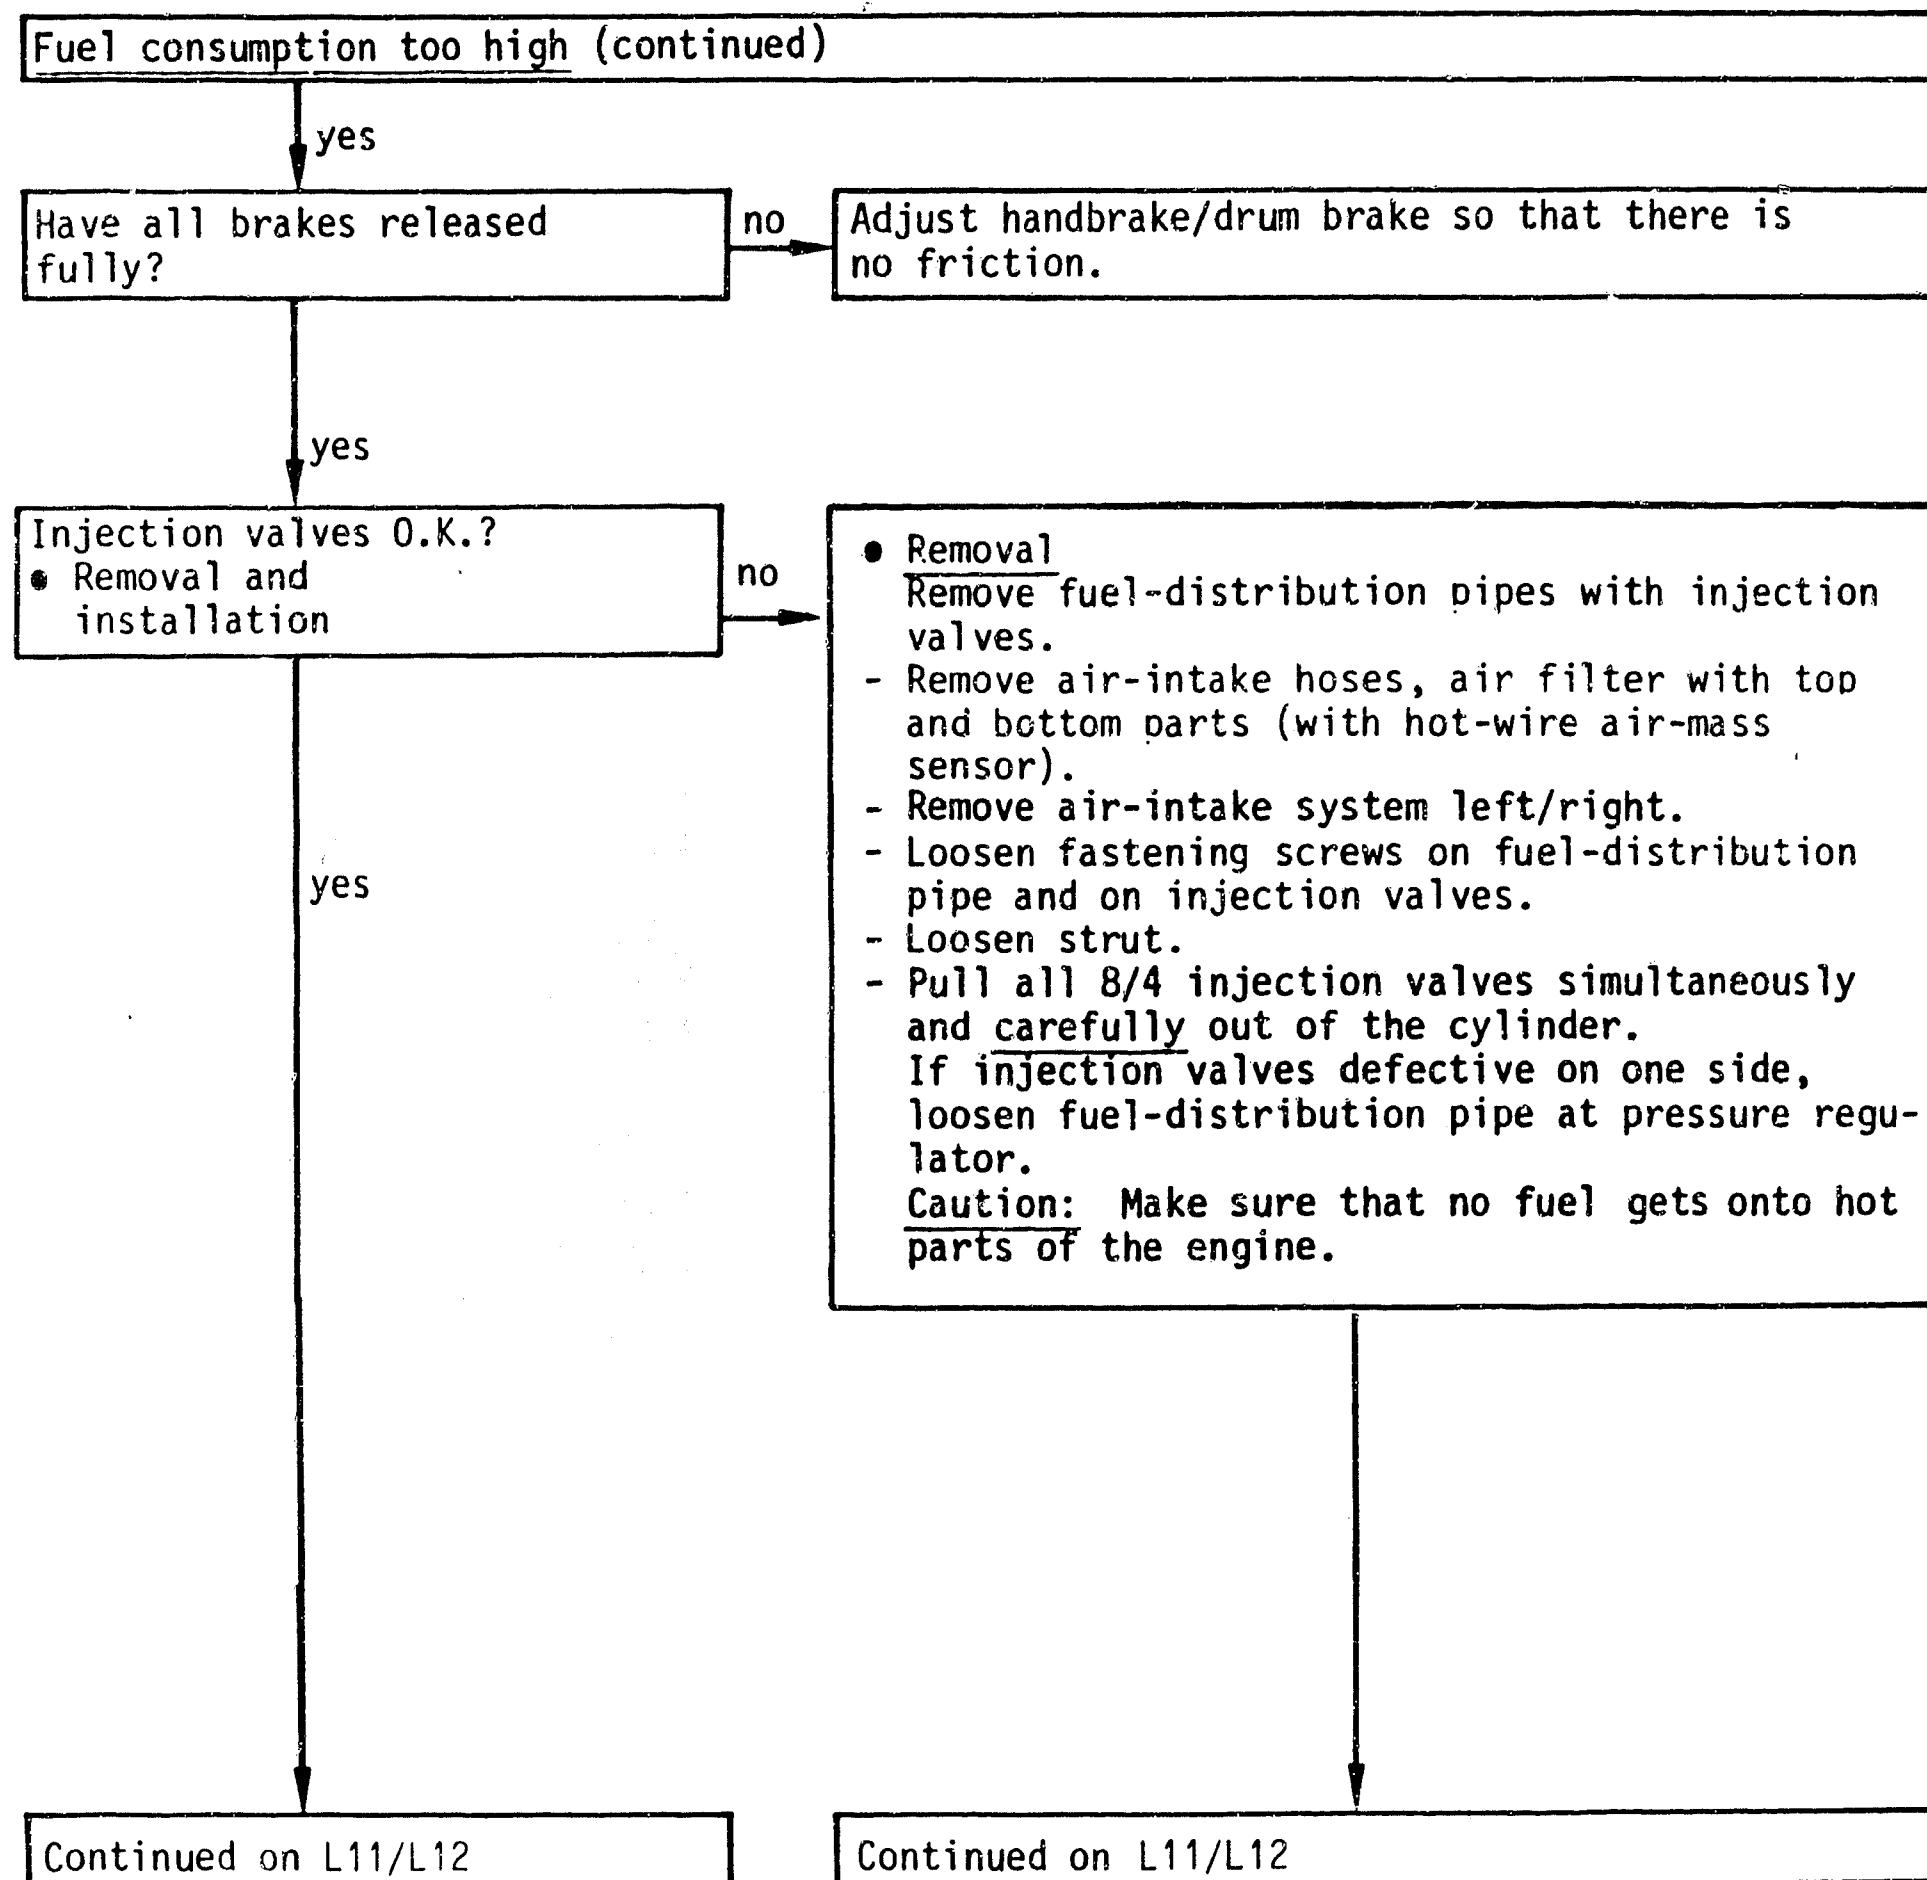 Fuel consumption too high (continued)
yes
Have all brakes released
fully?
no
Adjust handbrake/drum brake so that there is
no friction.
yes
Injection valves O.K.?
• Removal and
installation
no
• Removal
Remove fuel-distribution pipes with injection
valves.
- Remove air-intake hoses, air filter with top
and bottom parts (with hot-wire air-mass
sensor).
- Remove air-intake system left/right.
- Loosen fastening screws on fuel-distribution
pipe and on injection valves.
- Loosen strut.
- Pull all 8/4 injection valves simultaneously
and carefully out of the cylinder.
If injection valves defective on one side,
loosen fuel-distribution pipe at pressure regu-
lator.
Caution: Make sure that no fuel gets onto hot
parts of the engine.
yes
Continued on L11/L12
Continued on L11/L12